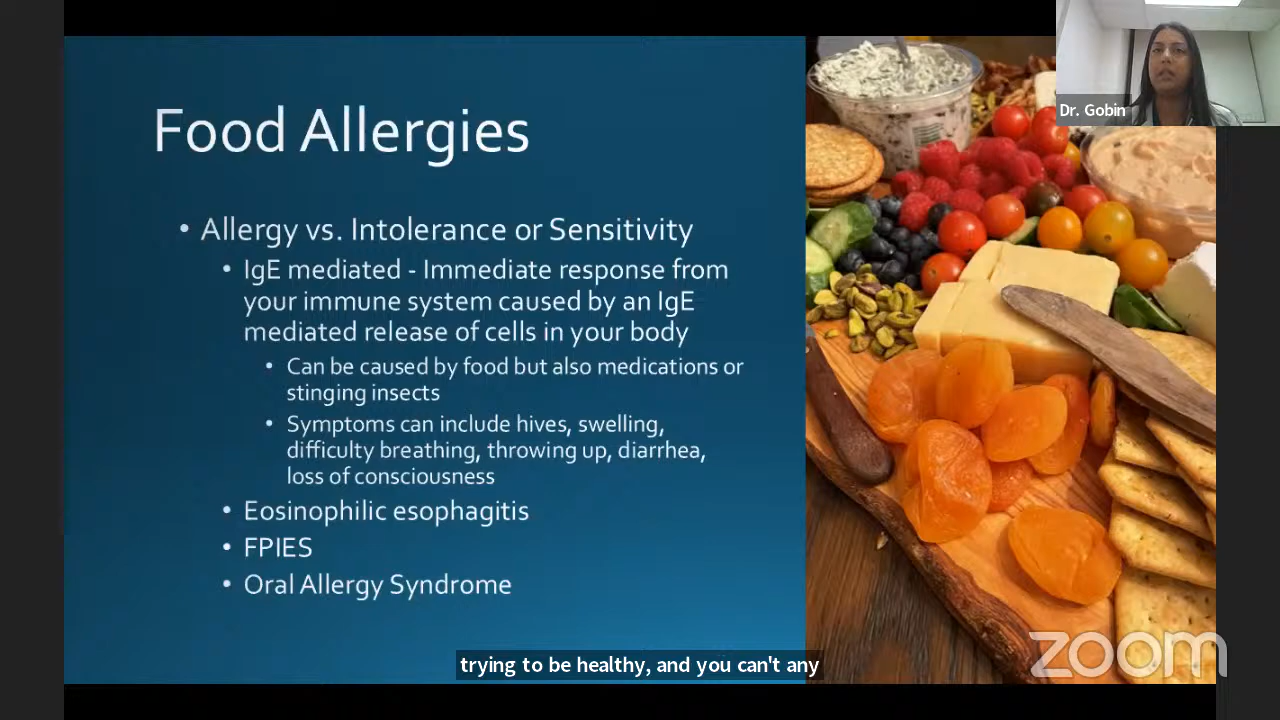 Food Allergies
Dr. Gobin
• Allergy vs. Intolerance or Sensitivity
• IgE mediated - Immediate response from
your immune system caused by an IgE
mediated release of cells in your body
• Can be caused by food but also medications or
stinging insects
• Symptoms can include hives, swelling,
difficulty breathing, throwing up, diarrhea,
loss of consciousness
• Eosinophilic esophagitis
• FPIES
• Oral Allergy Syndrome
trying to be healthy, and you can't any
zoom